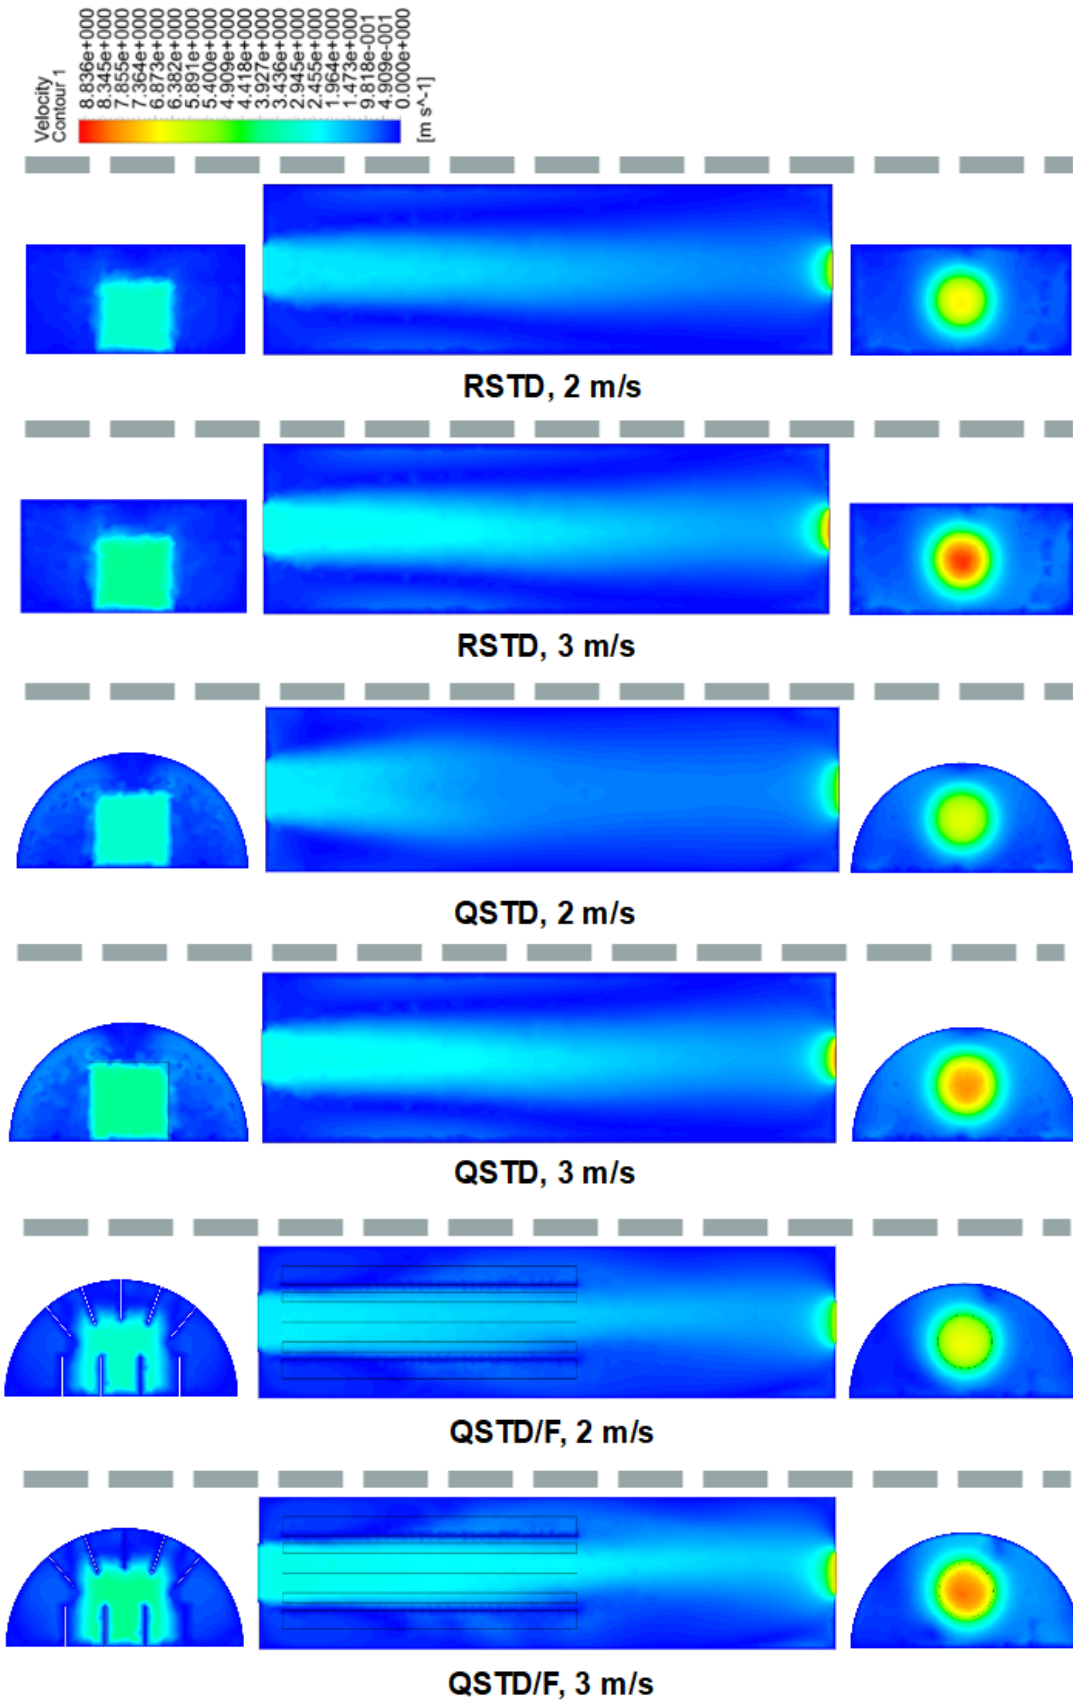 Velocity
Contour 1
8.836e+000
8.345e+000
7.855e+000
7.364e+000
6.873e+000
6.382e+000
5.891e+000
5.400e+000
4.909e+000
4.418e+000
3.927e+000
3.436e+000
2.945e+000
2.455e+000
1.964e+000
1.473e+000
9.818e-001
4.909e-001
0.000e+000
[m s^-1]
RSTD, 2 m/s
RSTD, 3 m/s
QSTD, 2 m/s
QSTD, 3 m/s
QSTD/F, 2 m/s
QSTD/F, 3 m/s